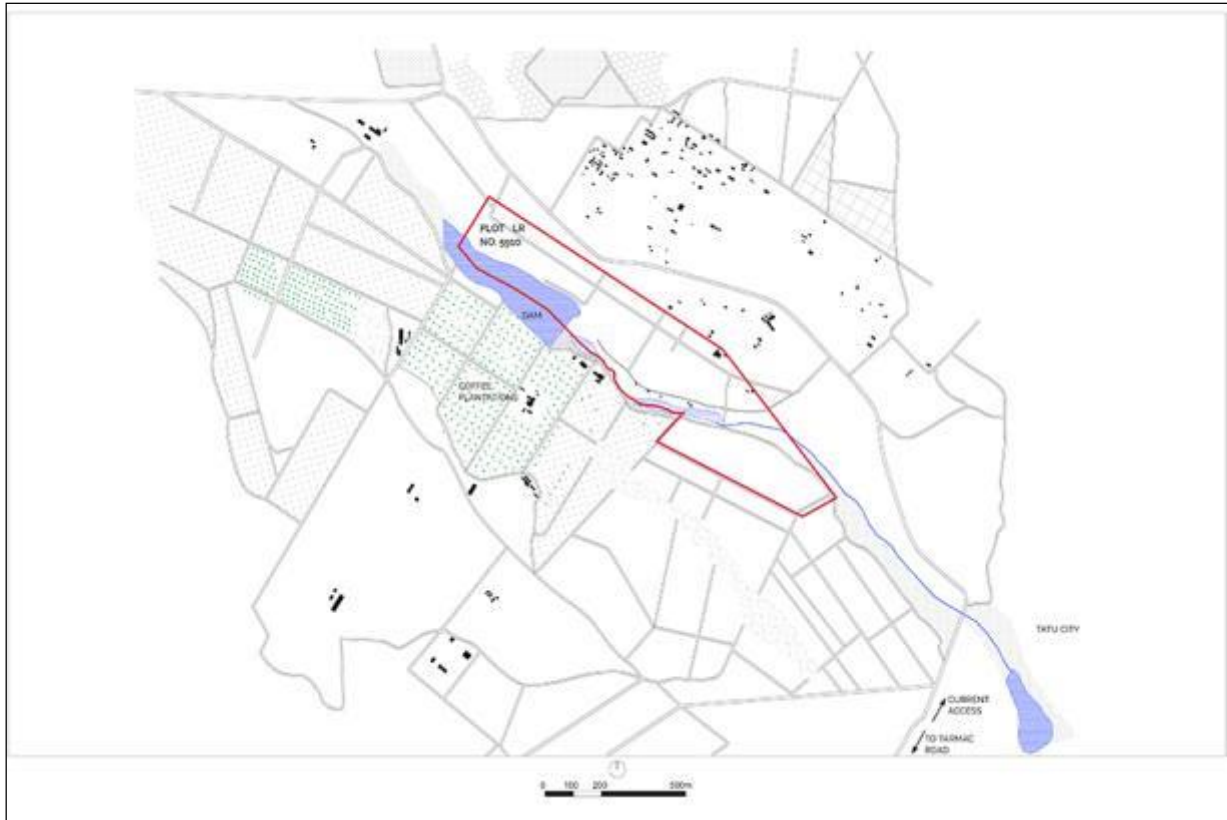 PLOT LR
NO. 5910
DAM
COFFEE
PLANTATIONS
TATU CITY
CURRENT
ACCESS
TO TARMAC
ROAD
0 100 200 500m